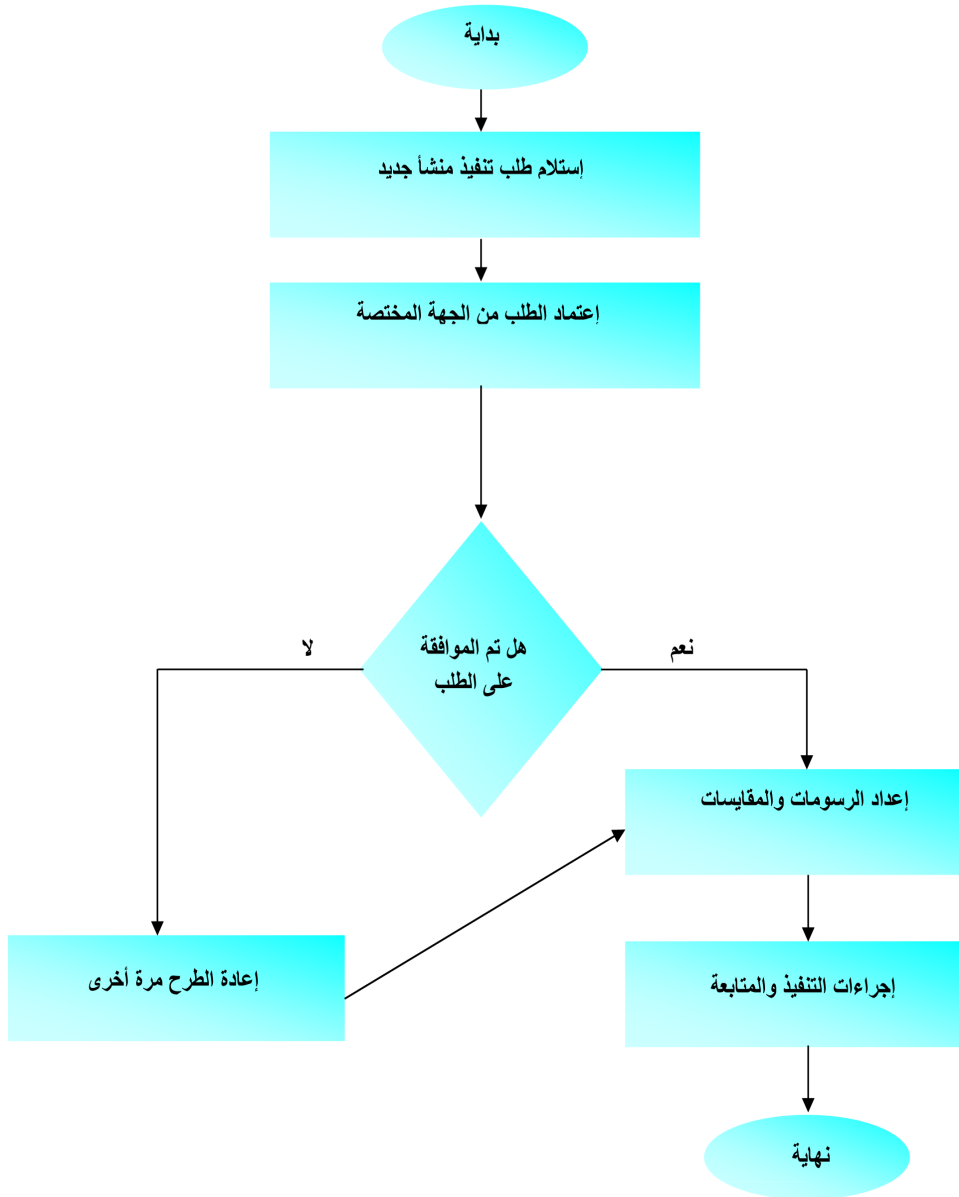 بداية
إستلام طلب تنفيذ منشأ جديد
إعتماد الطلب من الجهة المختصة
هل تم الموافقة
على الطلب
نعم
لا
إعداد الرسومات والمقايسات
إعادة الطرح مرة أخرى
إجراءات التنفيذ والمتابعة
نهاية